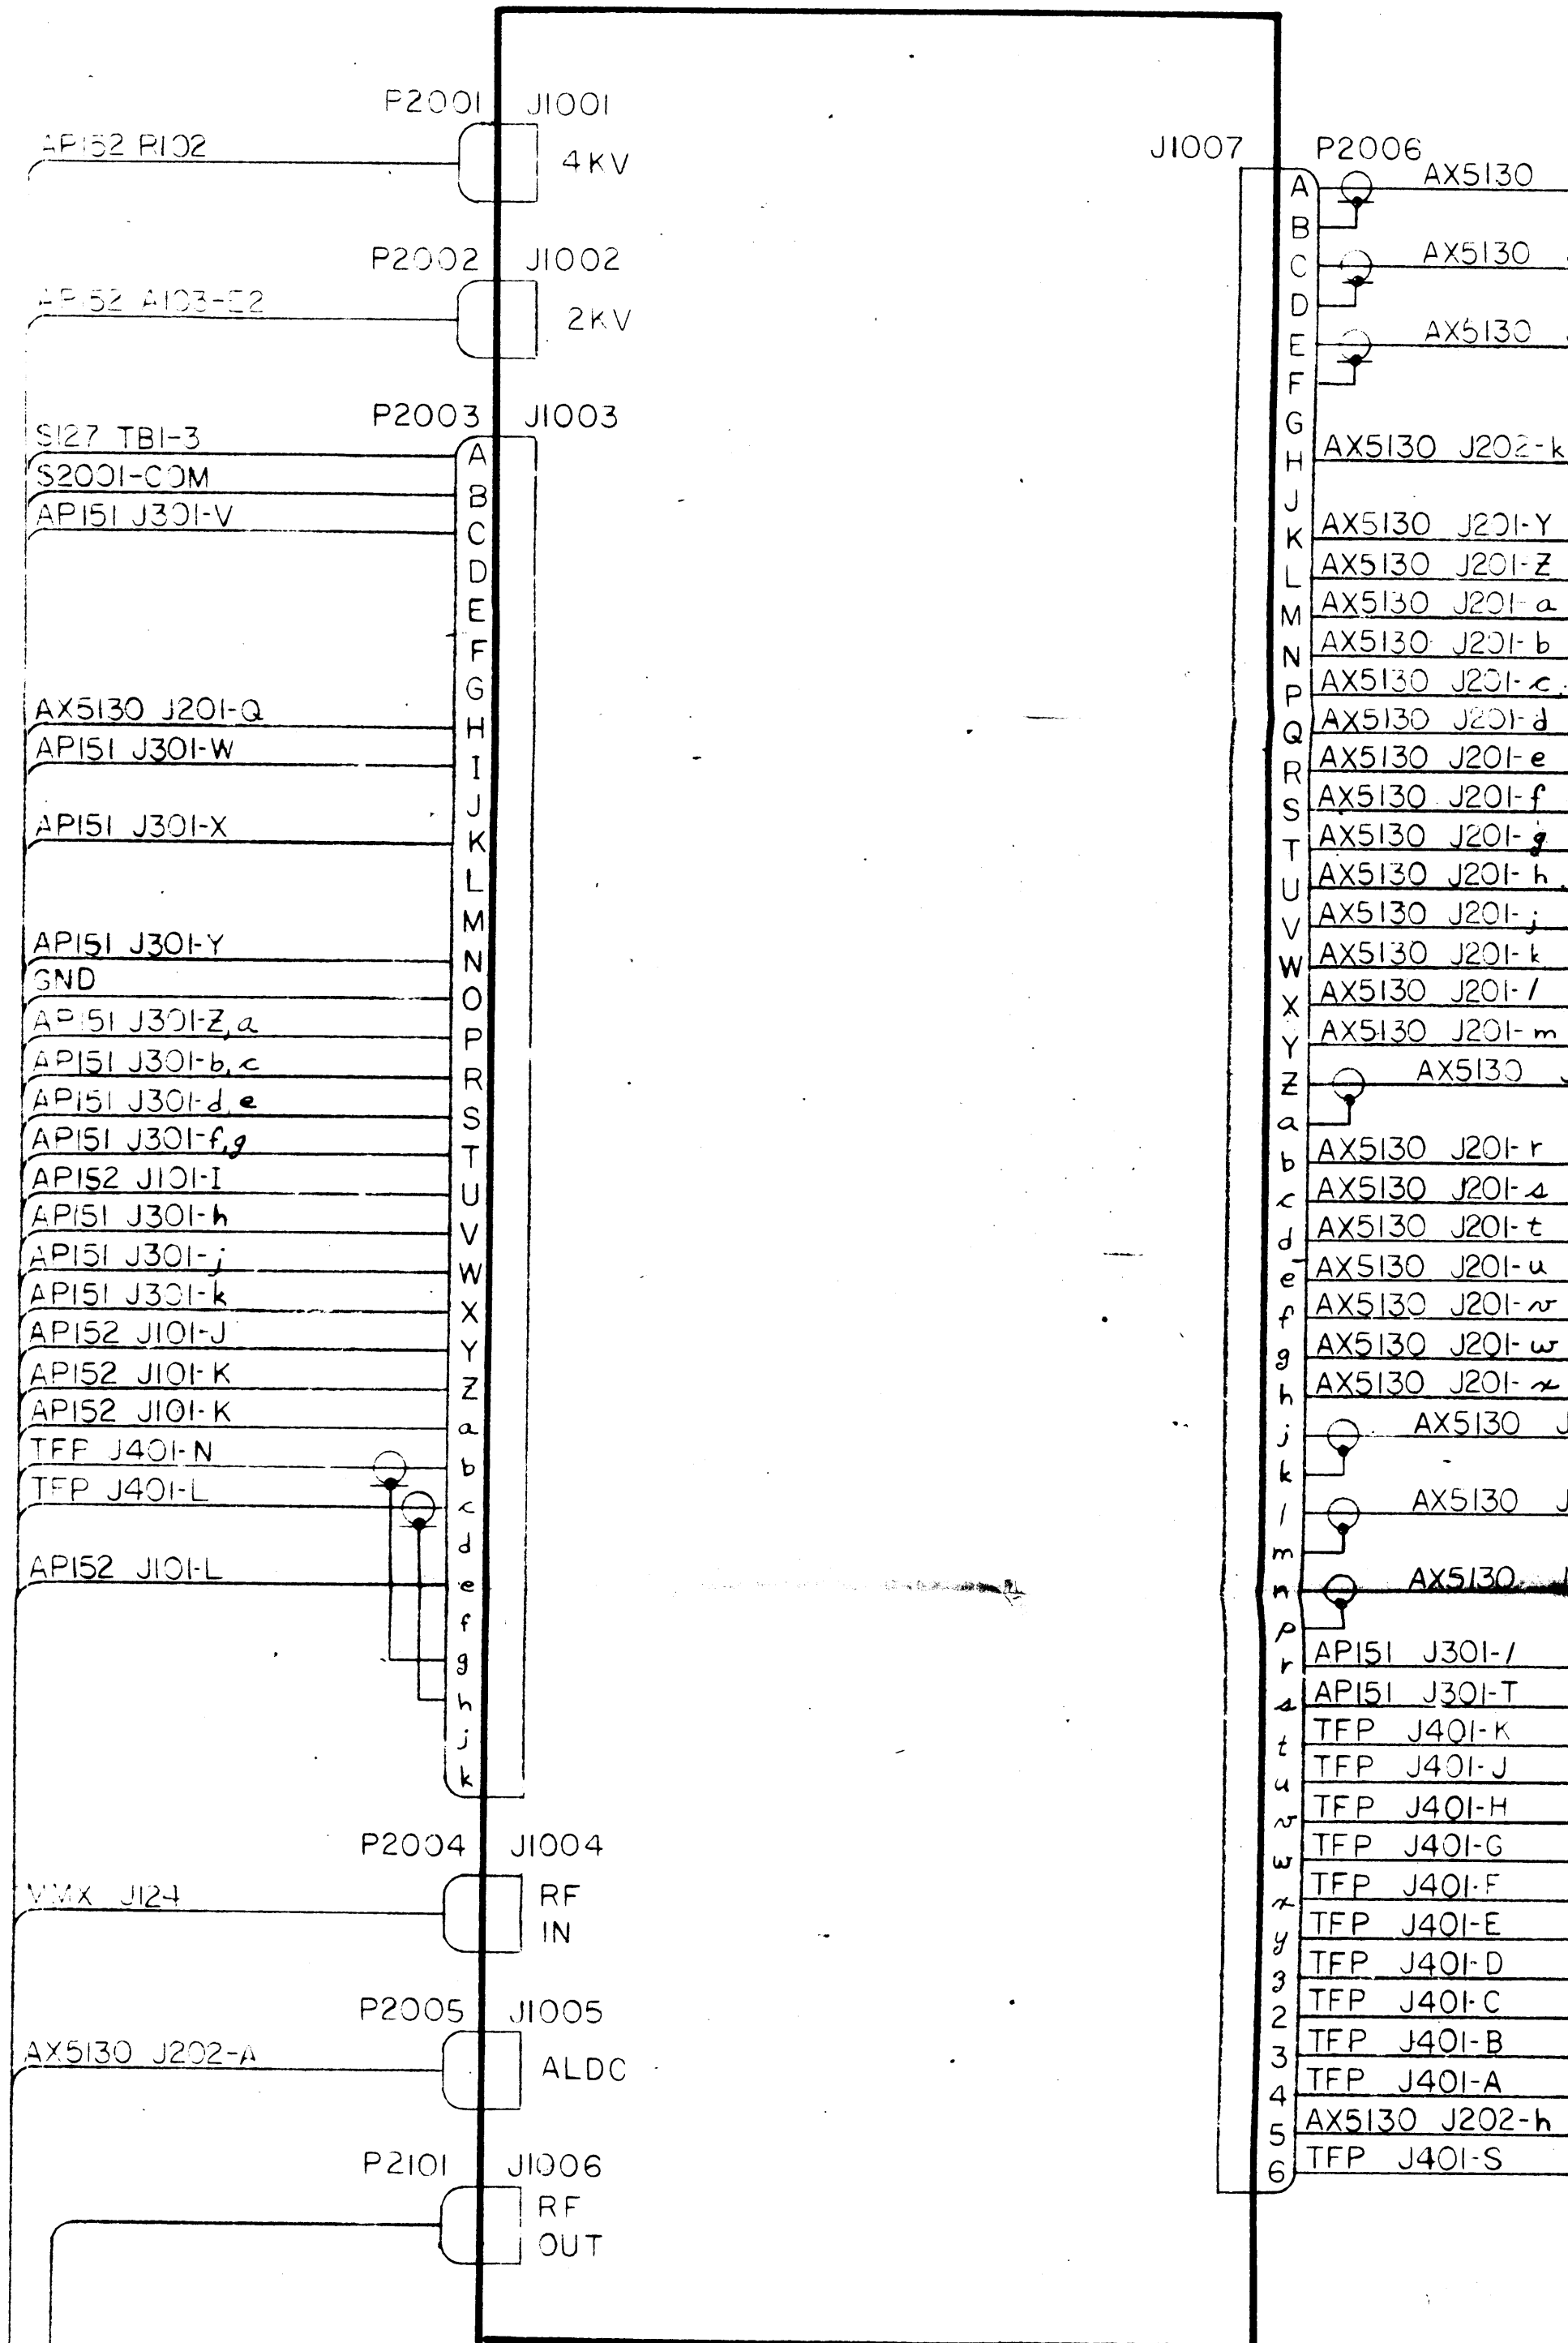 P2001 J1001
AP152 R102
4KV
P2002 J1002
AP152 A103-E2
2KV
P2003 J1003
S127 TB1-3
A
S2001-COM
B
AP151 J301-V
C
D
E
F
G
AX5130 J201-Q
H
AP151 J301-W
I
J
AP151 J301-X
K
L
M
AP151 J301-Y
N
GND
O
AP151 J301-Z,a
P
AP151 J301-b,c
R
AP151 J301-d,e
S
AP151 J301-f,g
T
AP152 J101-I
U
AP151 J301-h
V
AP151 J301-j
W
AP151 J301-k
X
AP152 J101-J
Y
AP152 J101-K
Z
AP152 J101-K
a
TFP J401-N
b
TFP J401-L
c
d
AP152 J101-L
e
f
g
h
j
k
P2004 J1004
VMX J124
RF
IN
P2005 J1005
AX5130 J202-A
ALDC
P2101 J1006
RF
OUT
J1007 P2006
A AX5130
B
C AX5130
D
E AX5130
F
G
H AX5130 J202-k
J
K AX5130 J201-Y
L AX5130 J201-Z
M AX5130 J201-a
N AX5130 J201-b
P AX5130 J201-c
Q AX5130 J201-d
R AX5130 J201-e
S AX5130 J201-f
T AX5130 J201-g
U AX5130 J201-h
V AX5130 J201-j
W AX5130 J201-k
X AX5130 J201-l
Y AX5130 J201-m
Z AX5130 J
a
b AX5130 J201-r
c AX5130 J201-s
d AX5130 J201-t
e AX5130 J201-u
f AX5130 J201-v
g AX5130 J201-w
h AX5130 J201-x
j AX5130 J
k
l AX5130 J
m
n AX5130
p
r AP151 J301-l
s AP151 J301-T
t TFP J401-K
u TFP J401-J
v TFP J401-H
w TFP J401-G
x TFP J401-F
y TFP J401-E
z TFP J401-D
2 TFP J401-C
3 TFP J401-B
4 TFP J401-A
5 AX5130 J202-h
6 TFP J401-S